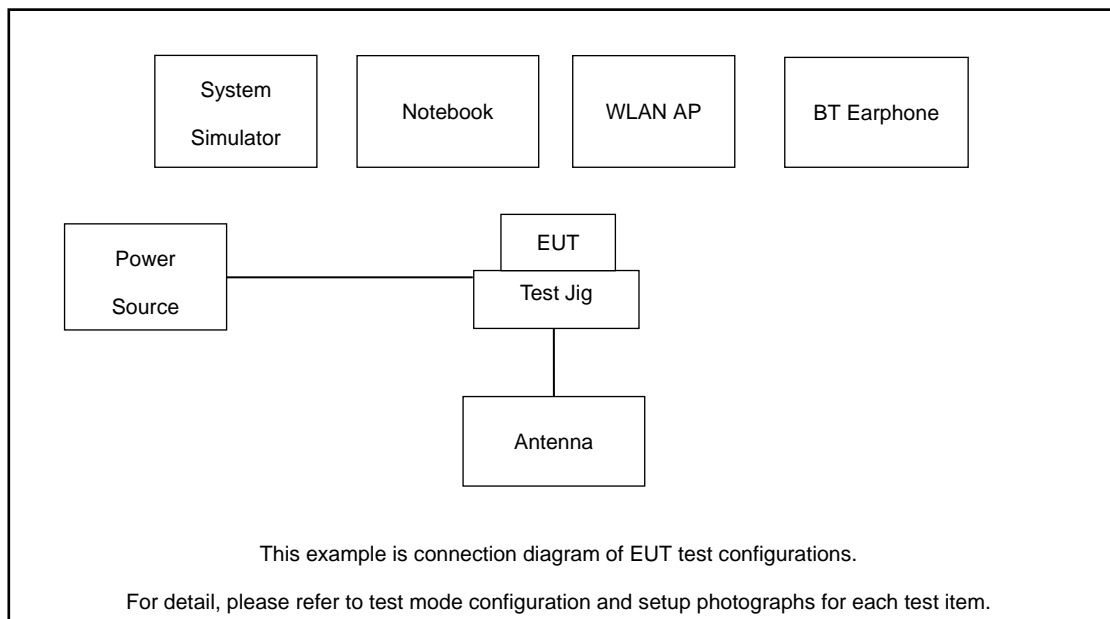 System
Simulator
Notebook
WLAN AP
BT Earphone
Power
Source
EUT
Test Jig
Antenna
This example is connection diagram of EUT test configurations.
For detail, please refer to test mode configuration and setup photographs for each test item.